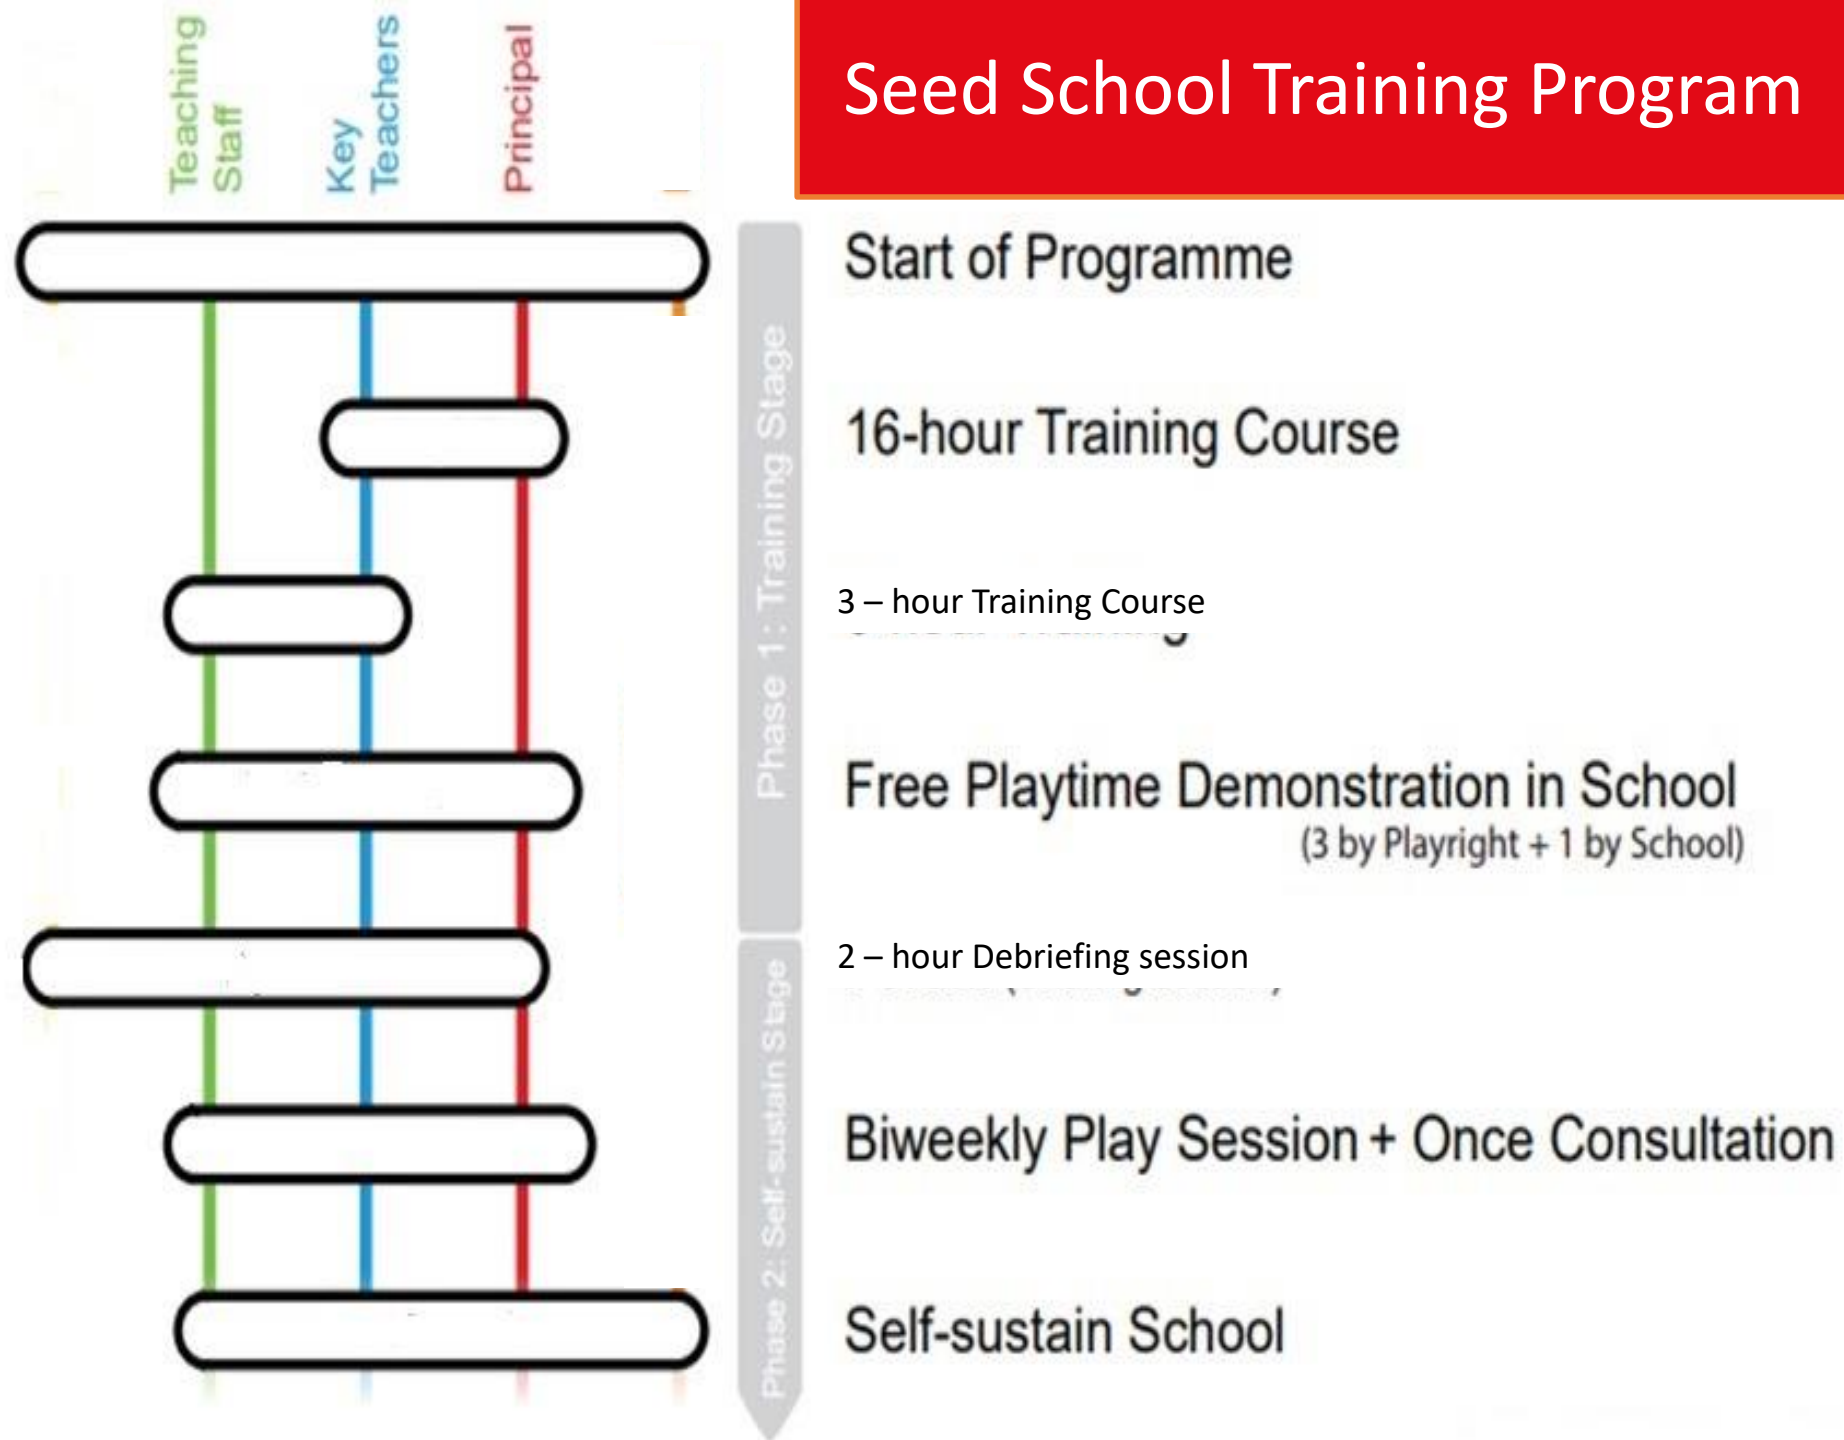 Seed School Training Program
Teaching
Staff
Key
Teachers
Principal
Phase 1 : Training Stage
Phase 2: Self-sustain Stage
Start of Programme
16-hour Training Course
3 – hour Training Course
Free Playtime Demonstration in School
(3 by Playright + 1 by School)
2 – hour Debriefing session
Biweekly Play Session + Once Consultation
Self-sustain School